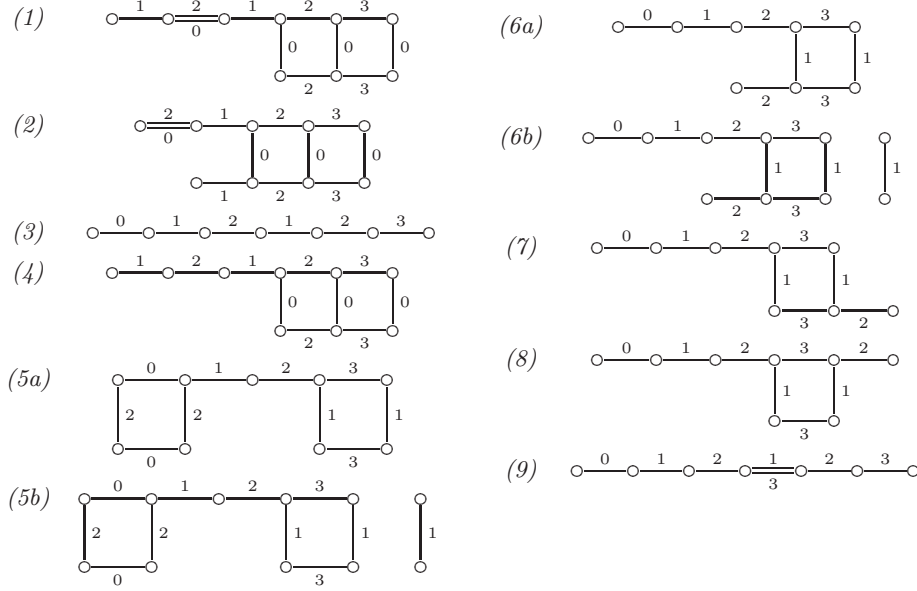 (1)
1 2 1 2 3
0
0 0 0
2 3
(2)
2 1 2 3
0
0 0 0
1 2 3
(3)
0 1 2 1 2 3
(4)
1 2 1 2 3
0 0 0
2 3
(5a)
0 1 2 3
2 2 1 1
0 3
(5b)
0 1 2 3
2 2 1 1 1
0 3
(6a)
0 1 2 3
1 1
2 3
(6b)
0 1 2 3
1 1 1
2 3
(7)
0 1 2 3
1 1
3 2
(8)
0 1 2 3 2
1 1
3
(9)
0 1 2 1 2 3
3